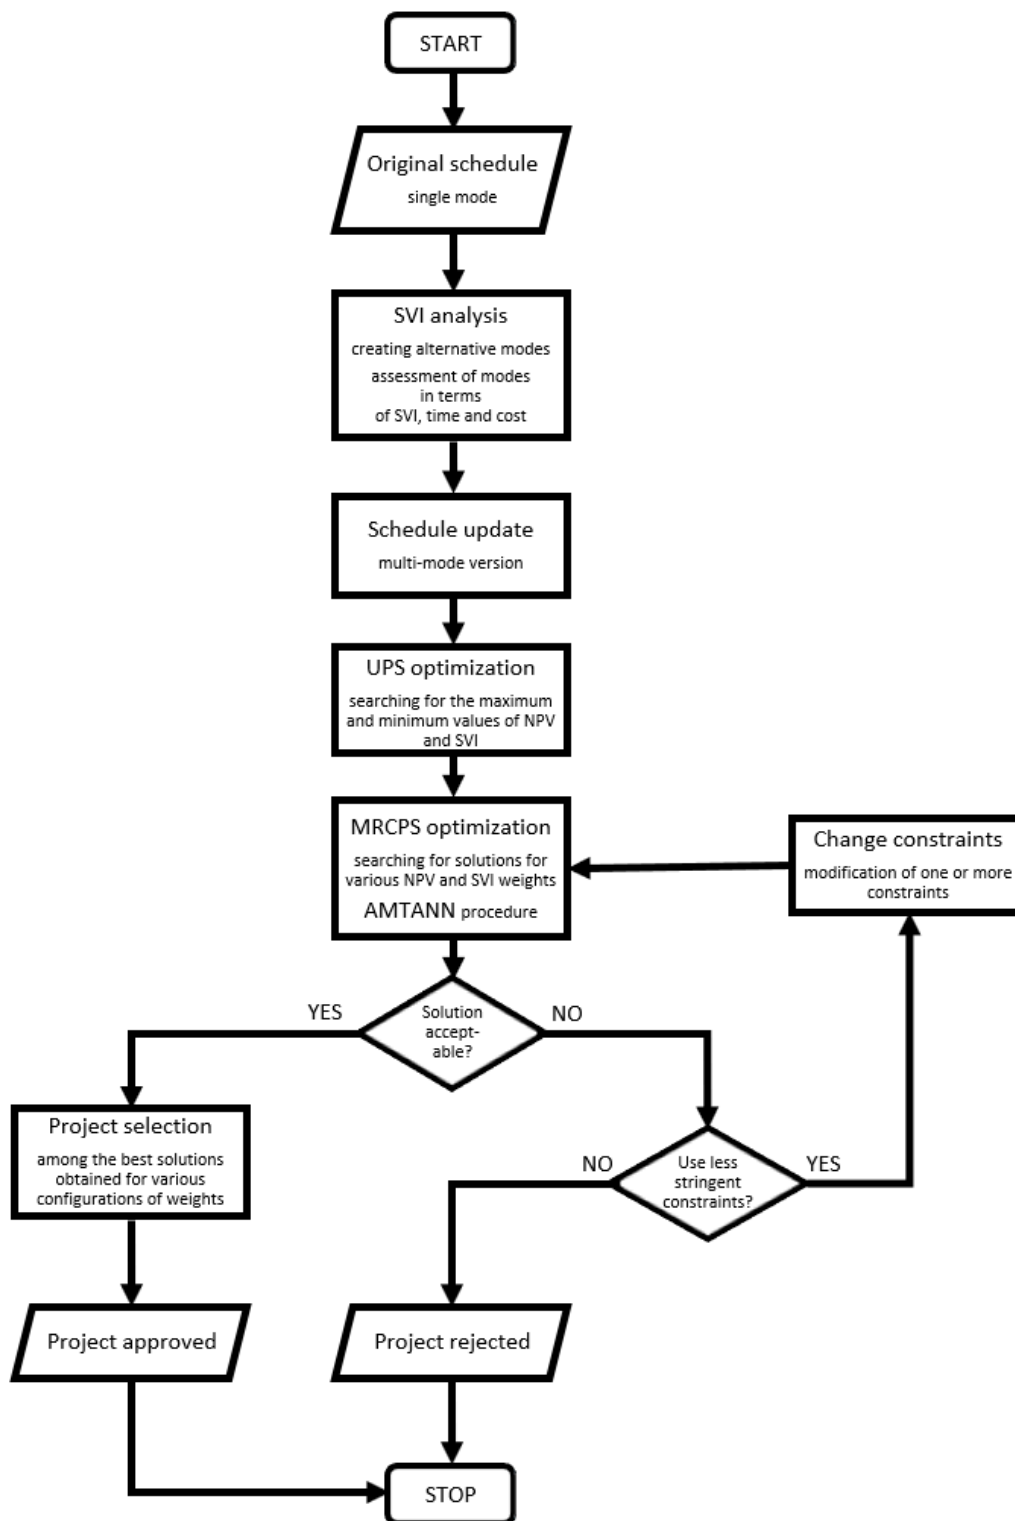 START
Original schedule
single mode
SVI analysis
creating alternative modes
assessment of modes
in terms
of SVI, time and cost
Schedule update
multi-mode version
UPS optimization
searching for the maximum
and minimum values of NPV
and SVI
MRCPS optimization
searching for solutions for
various NPV and SVI weights
AMTANN procedure
Change constraints
modification of one or more
constraints
YES
Solution
accept-
able?
NO
Project selection
among the best solutions
obtained for various
configurations of weights
NO
Use less
stringent
constraints?
YES
Project approved
Project rejected
STOP